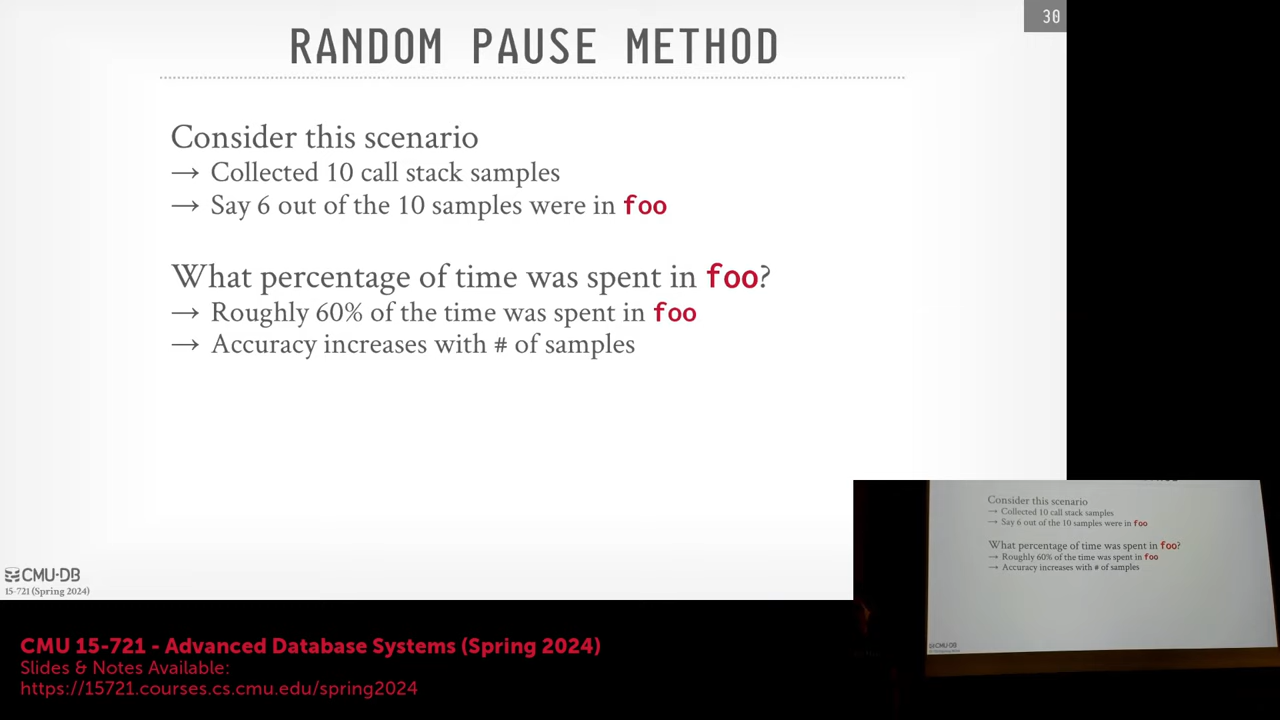 30
RANDOM PAUSE METHOD
Consider this scenario
→ Collected 10 call stack samples
→ Say 6 out of the 10 samples were in foo
What percentage of time was spent in foo?
→ Roughly 60% of the time was spent in foo
→ Accuracy increases with # of samples
CMU·DB
15-721 (Spring 2024)
Consider this scenario
→ Collected 10 call stack samples
→ Say 6 out of the 10 samples were in foo
What percentage of time was spent in foo?
→ Roughly 60% of the time was spent in foo
→ Accuracy increases with # of samples
CMU·DB
CMU 15-721 - Advanced Database Systems (Spring 2024)
Slides & Notes Available:
https://15721.courses.cs.cmu.edu/spring2024